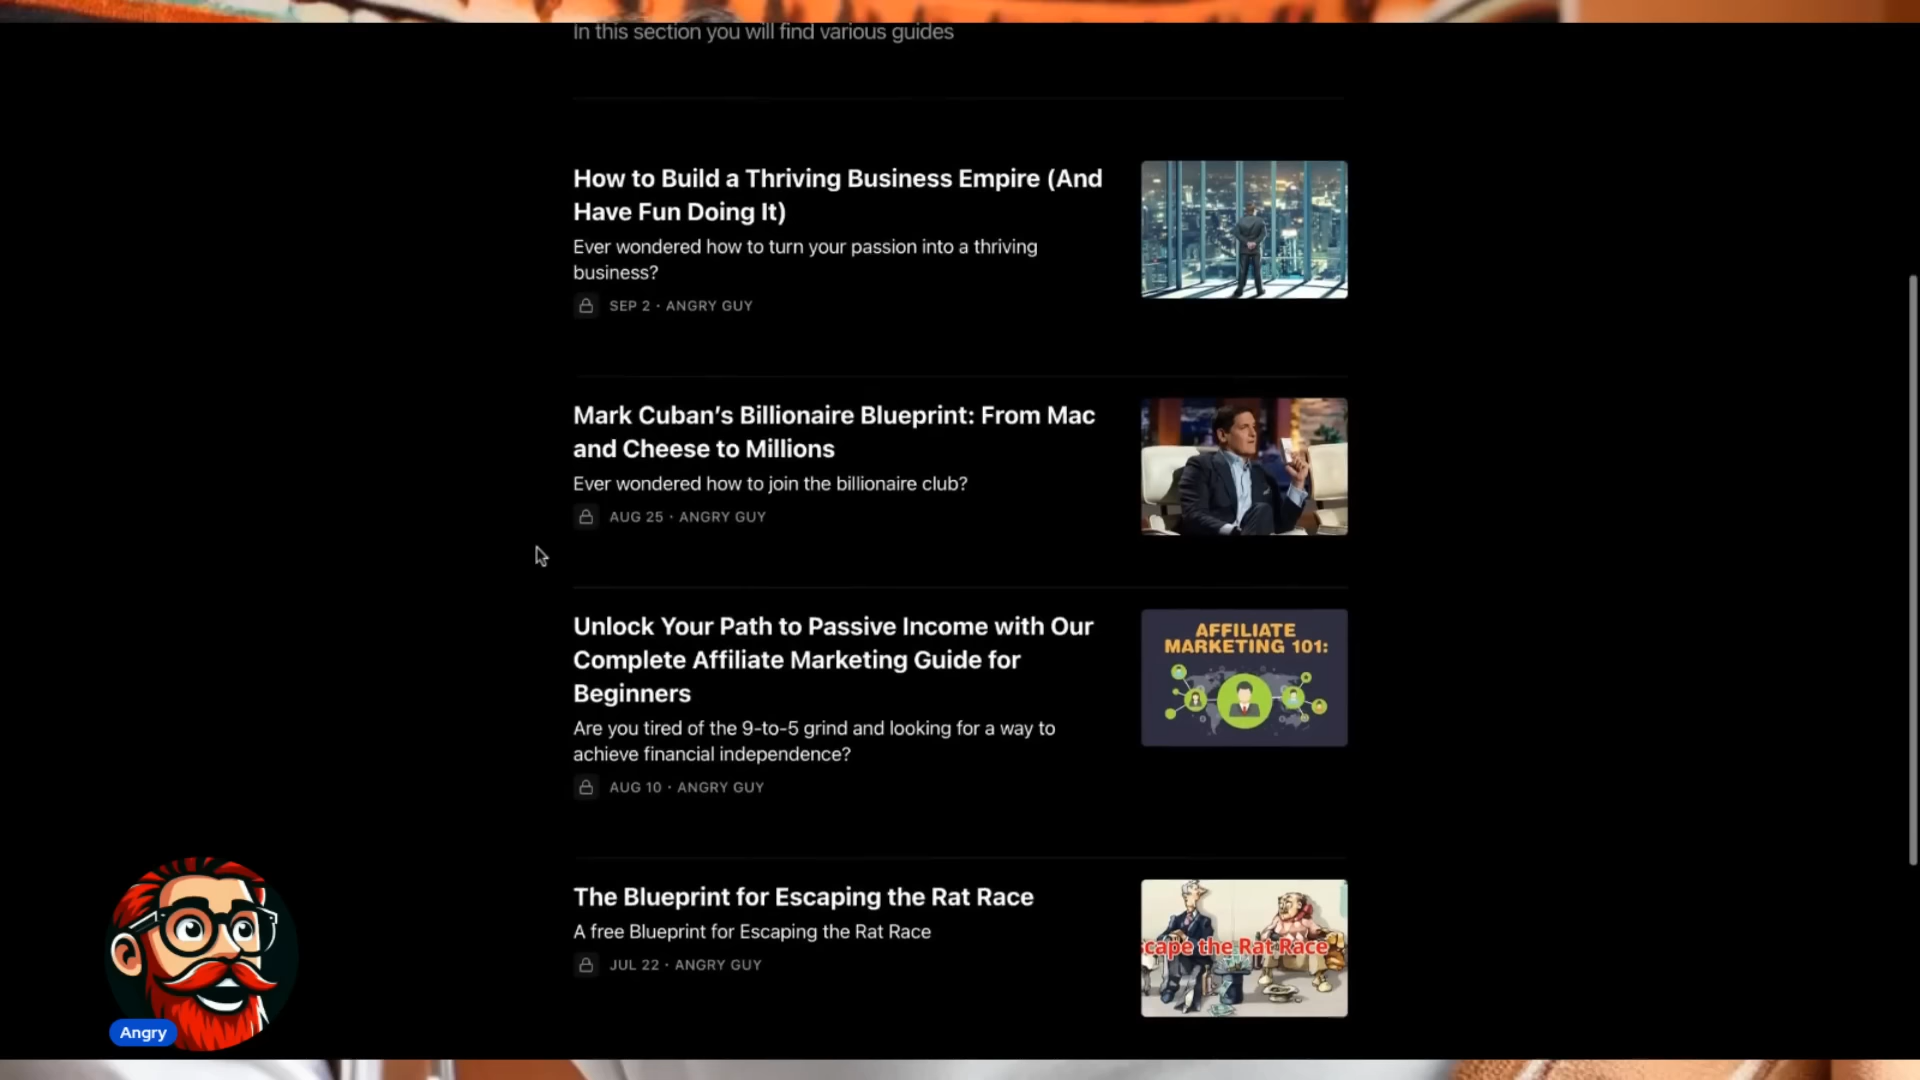 In this section you will find various guides
How to Build a Thriving Business Empire (And
Have Fun Doing It)
Ever wondered how to turn your passion into a thriving
business?
SEP 2 · ANGRY GUY
Mark Cuban’s Billionaire Blueprint: From Mac
and Cheese to Millions
Ever wondered how to join the billionaire club?
AUG 25 · ANGRY GUY
Unlock Your Path to Passive Income with Our
Complete Affiliate Marketing Guide for
Beginners
Are you tired of the 9-to-5 grind and looking for a way to
achieve financial independence?
AUG 10 · ANGRY GUY
AFFILIATE
MARKETING 101:
The Blueprint for Escaping the Rat Race
A free Blueprint for Escaping the Rat Race
JUL 22 · ANGRY GUY
cape the Rat Race
Angry